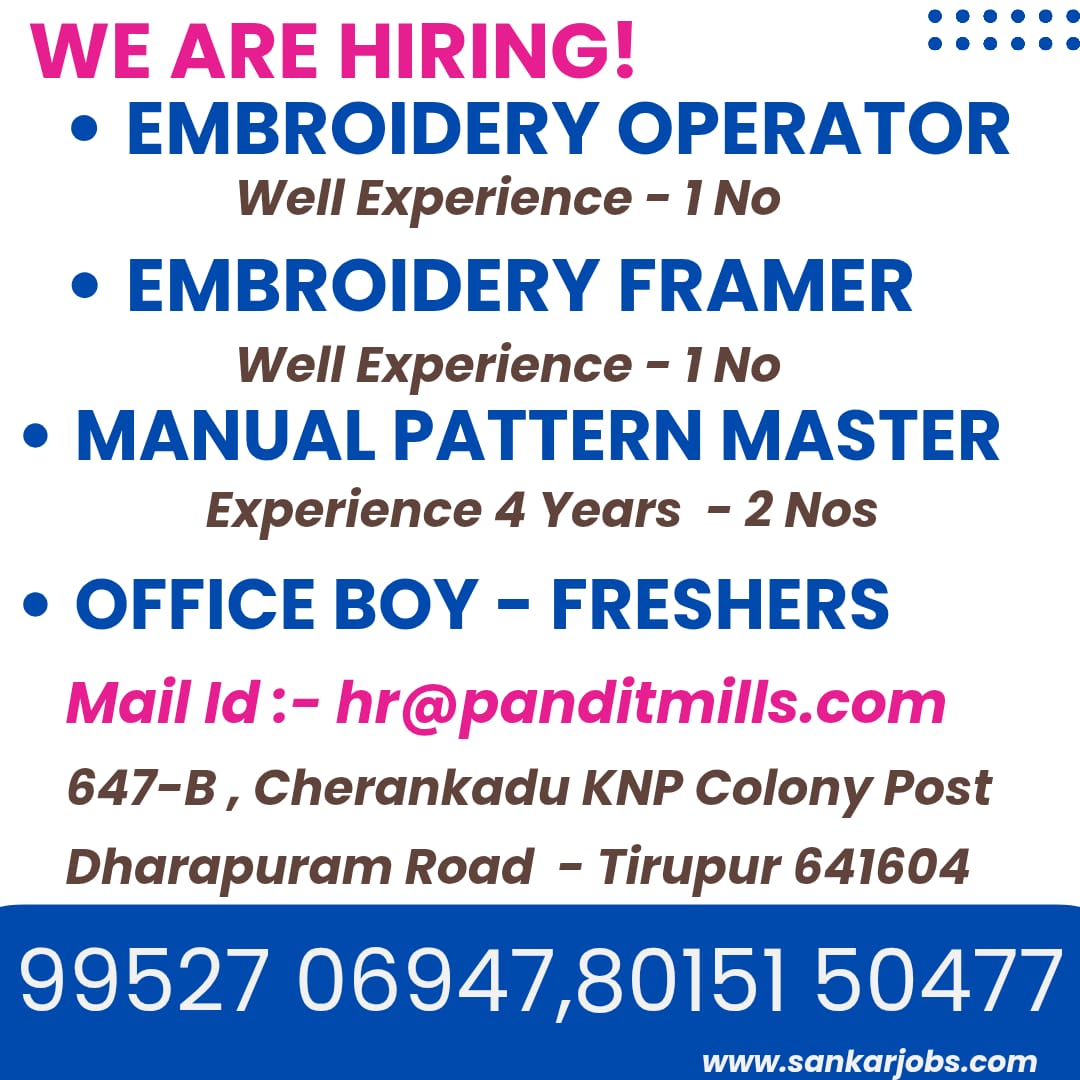 WE ARE HIRING!
• EMBROIDERY OPERATOR
Well Experience - 1 No
• EMBROIDERY FRAMER
Well Experience - 1 No
• MANUAL PATTERN MASTER
Experience 4 Years - 2 Nos
• OFFICE BOY - FRESHERS
Mail Id :- hr@panditmills.com
647-B , Cherankadu KNP Colony Post
Dharapuram Road - Tirupur 641604
99527 06947,80151 50477
www.sankarjobs.com